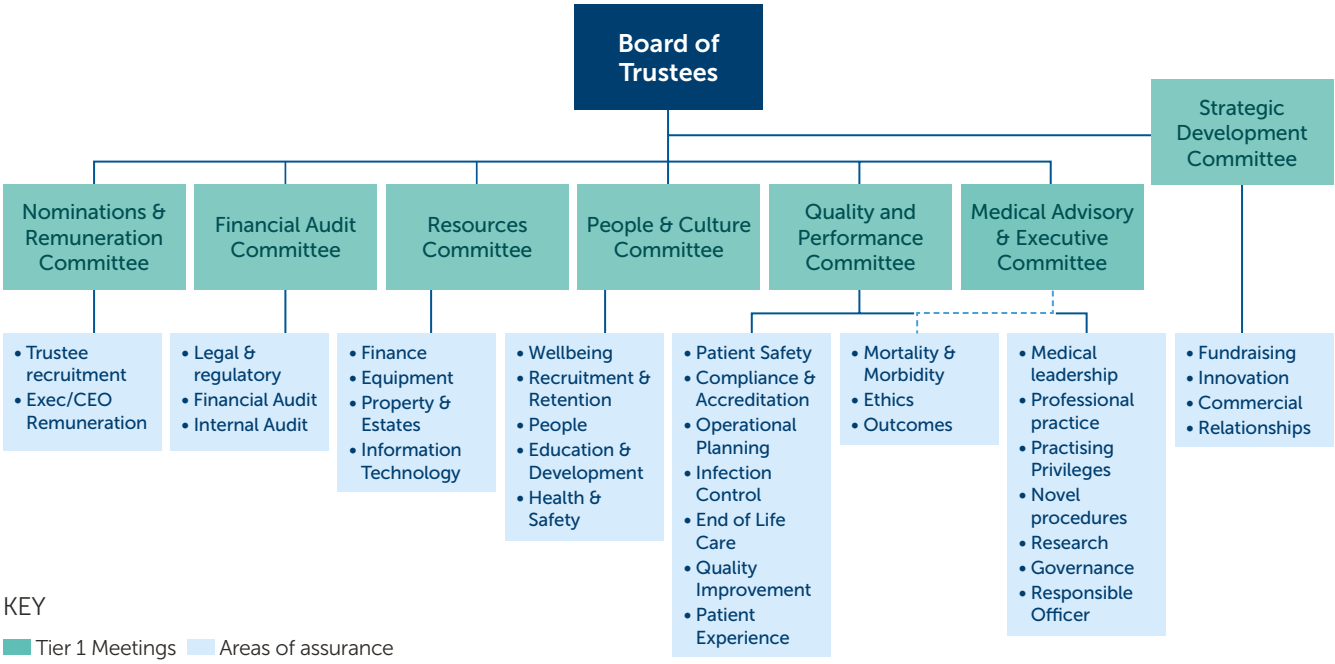 Board of
Trustees
Strategic
Development
Committee
Nominations &
Remuneration
Committee
Financial Audit
Committee
Resources
Committee
People & Culture
Committee
Quality and
Performance
Committee
Medical Advisory
& Executive
Committee
• Trustee
recruitment
• Exec/CEO
Remuneration
• Legal &
regulatory
• Financial Audit
• Internal Audit
• Finance
• Equipment
• Property &
Estates
• Information
Technology
• Wellbeing
• Recruitment &
Retention
• People
• Education &
Development
• Health &
Safety
• Patient Safety
• Compliance &
Accreditation
• Operational
Planning
• Infection
Control
• End of Life
Care
• Quality
Improvement
• Patient
Experience
• Mortality &
Morbidity
• Ethics
• Outcomes
• Medical
leadership
• Professional
practice
• Practising
Privileges
• Novel
procedures
• Research
• Governance
• Responsible
Officer
• Fundraising
• Innovation
• Commercial
• Relationships
KEY
Tier 1 Meetings
Areas of assurance